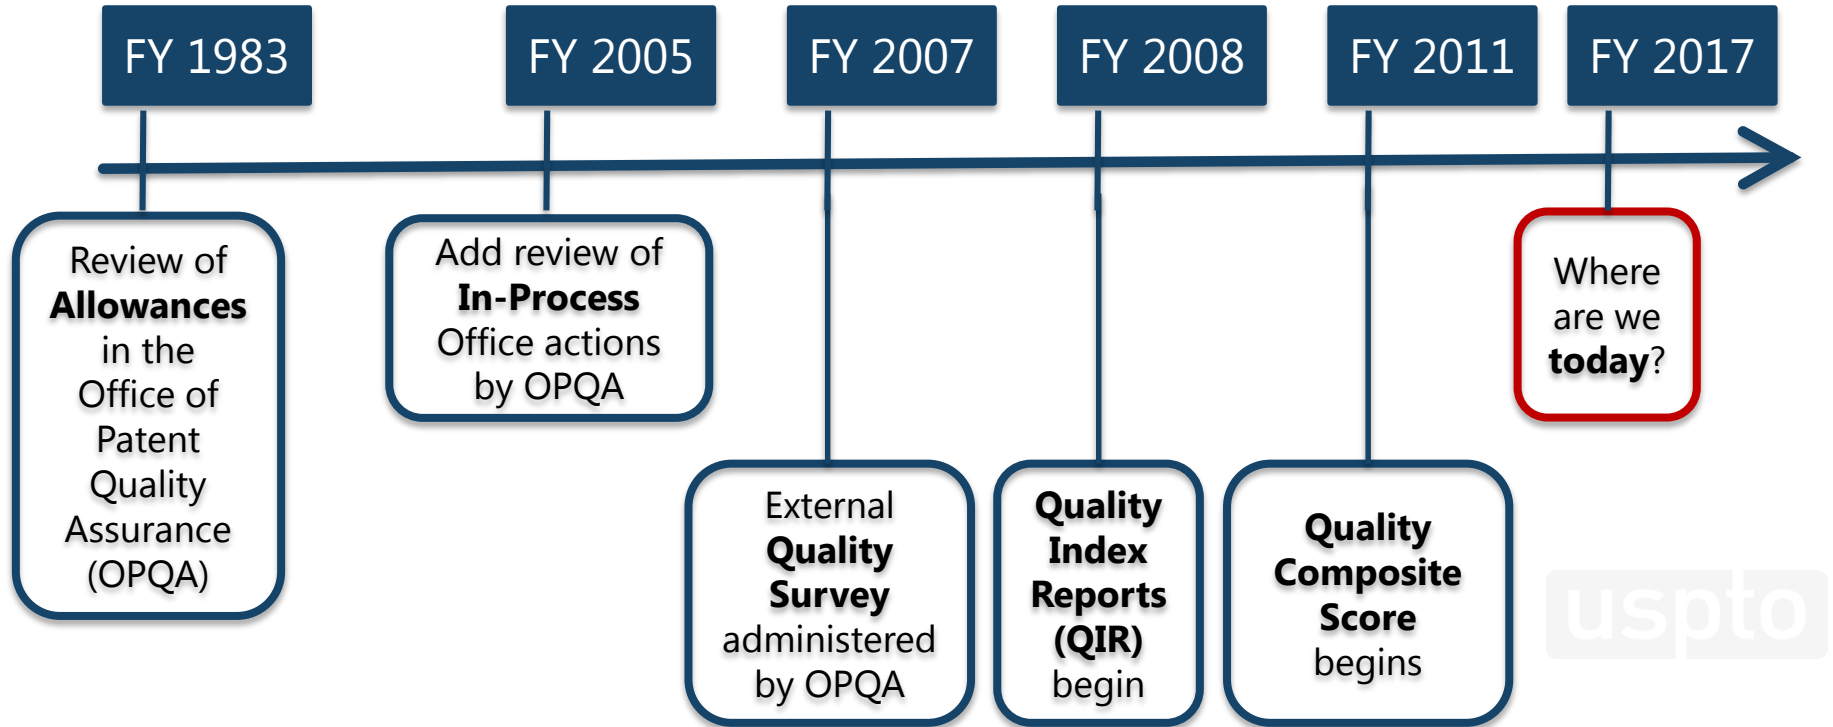 FY 1983
FY 2005
FY 2007
FY 2008
FY 2011
FY 2017
Review of
Allowances
in the
Office of
Patent
Quality
Assurance
(OPQA)
Add review of
In-Process
Office actions
by OPQA
External
Quality
Survey
administered
by OPQA
Quality
Index
Reports
(QIR)
begin
Quality
Composite
Score
begins
Where
are we
today?
uspto